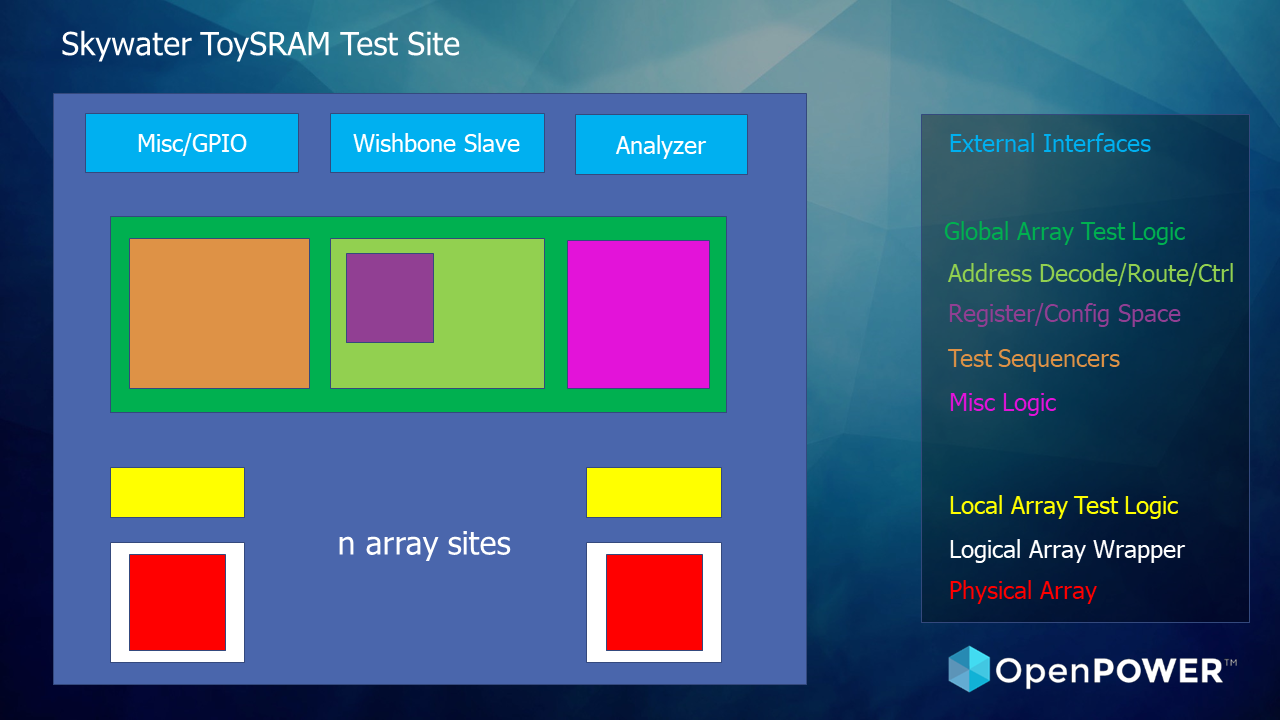 Skywater ToySRAM Test Site
Misc/GPIO
Wishbone Slave
Analyzer
n array sites
External Interfaces
Global Array Test Logic
Address Decode/Route/Ctrl
Register/Config Space
Test Sequencers
Misc Logic
Local Array Test Logic
Logical Array Wrapper
Physical Array
OpenPOWER™